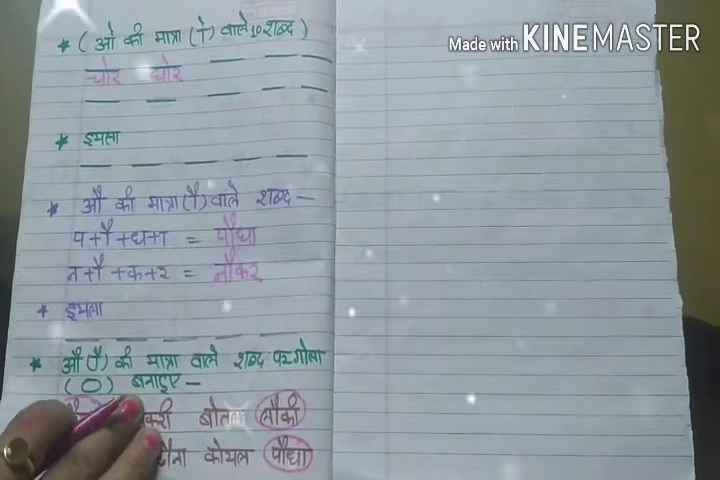 Made with KINEMASTER
* ( ओ की मात्रा (ो) वाले 10 शब्द )
चोर घोर
* इमला
* औ की मात्रा (ौ) वाले शब्द —
प+ौ+ध+ा = पौधा
न+ौ+क+र = नौकर
* इमला
* औ (ौ) की मात्रा वाले शब्द पर गोला
(O) बनाइए —
बोतल लौकी
कोयल पौधा